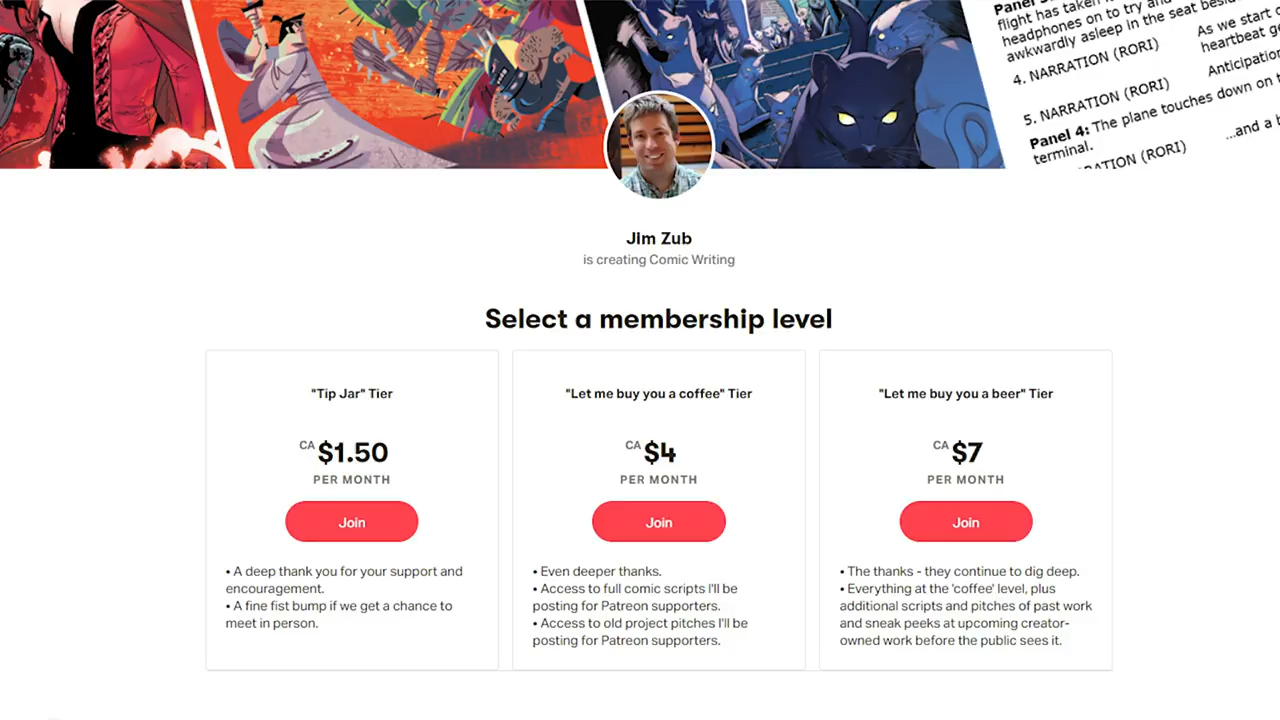 Panel 3:
flight has taken
headphones on to try and
awkwardly asleep in the seat besid
4. NARRATION (RORI)
As we start
heartbeat g
5. NARRATION (RORI)
Anticipation
Panel 4: The plane touches down on t
terminal.
...and a b
RATION (RORI)
Jim Zub
is creating Comic Writing
Select a membership level
"Tip Jar" Tier
CA $1.50
PER MONTH
Join
• A deep thank you for your support and
encouragement.
• A fine fist bump if we get a chance to
meet in person.
"Let me buy you a coffee" Tier
CA $4
PER MONTH
Join
• Even deeper thanks.
• Access to full comic scripts I'll be
posting for Patreon supporters.
• Access to old project pitches I'll be
posting for Patreon supporters.
"Let me buy you a beer" Tier
CA $7
PER MONTH
Join
• The thanks - they continue to dig deep.
• Everything at the 'coffee' level, plus
additional scripts and pitches of past work
and sneak peeks at upcoming creator-
owned work before the public sees it.